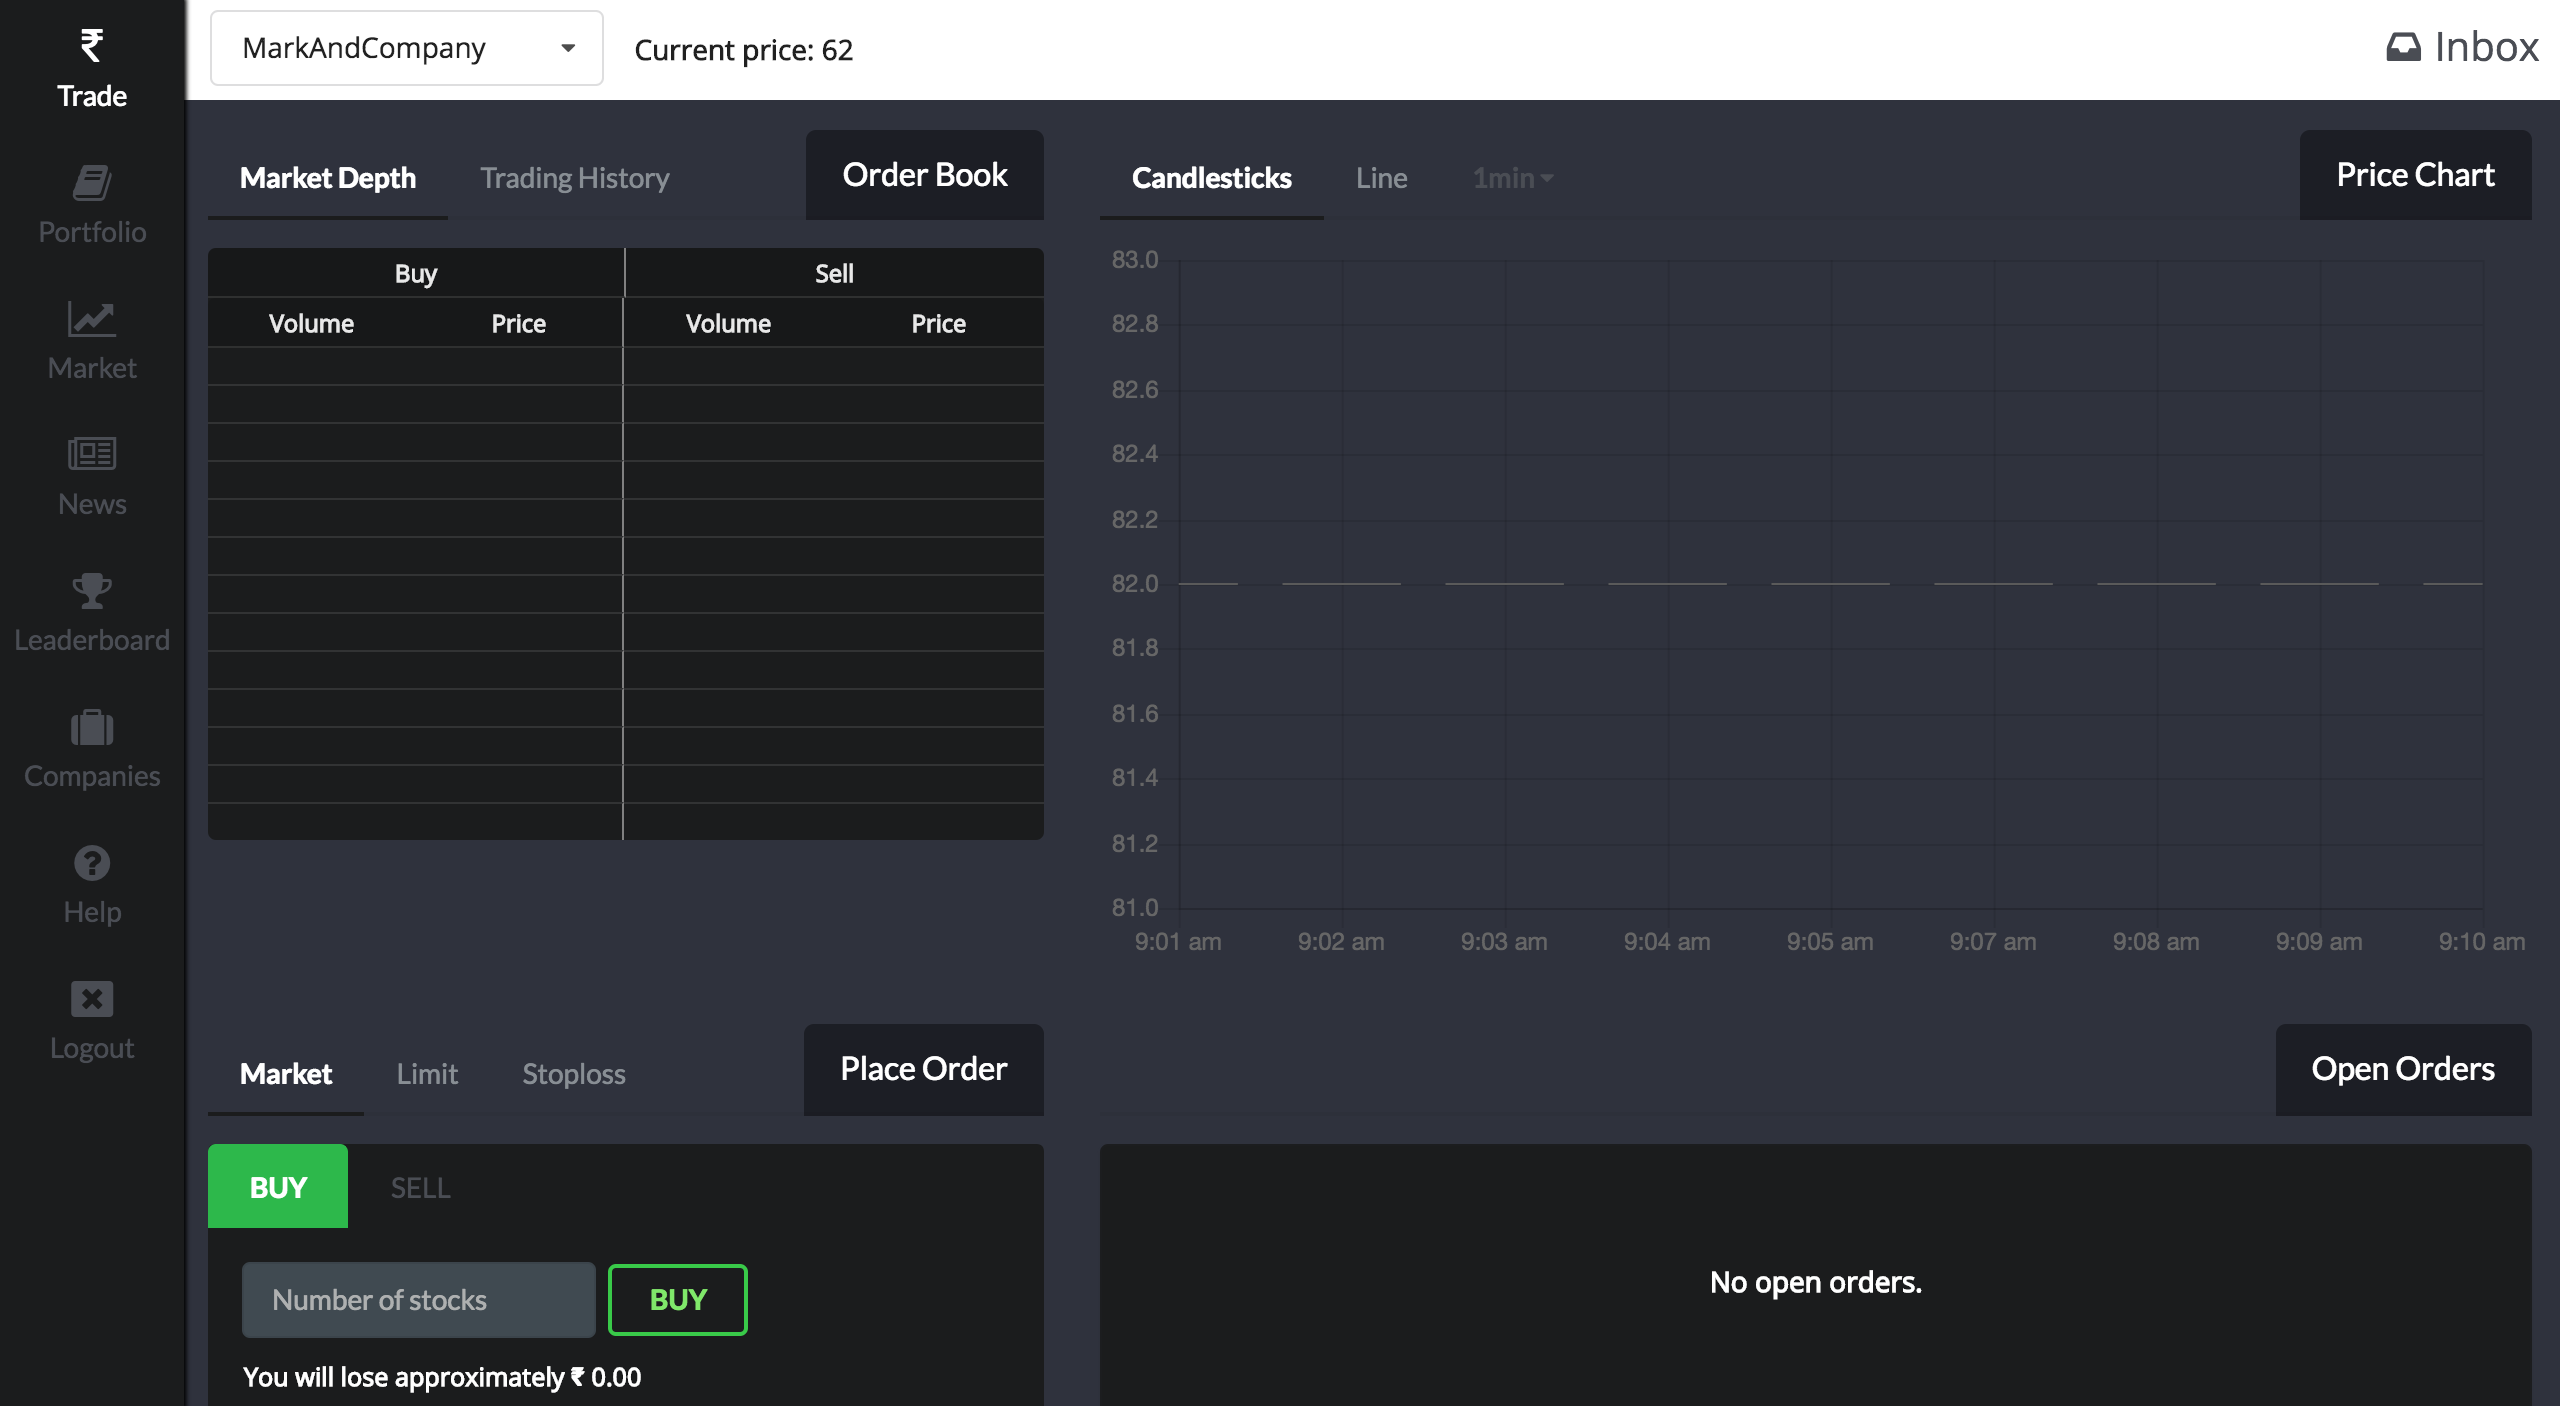 ₹
Trade
Portfolio
Market
News
Leaderboard
Companies
Help
Logout
MarkAndCompany
Current price: 62
Inbox
Market Depth
Trading History
Order Book
Buy
Sell
Volume
Price
Volume
Price
Candlesticks
Line
1min
Price Chart
83.0
82.8
82.6
82.4
82.2
82.0
81.8
81.6
81.4
81.2
81.0
9:01 am
9:02 am
9:03 am
9:04 am
9:05 am
9:07 am
9:08 am
9:09 am
9:10 am
Market
Limit
Stoploss
Place Order
BUY
SELL
Number of stocks
BUY
You will lose approximately ₹ 0.00
Open Orders
No open orders.